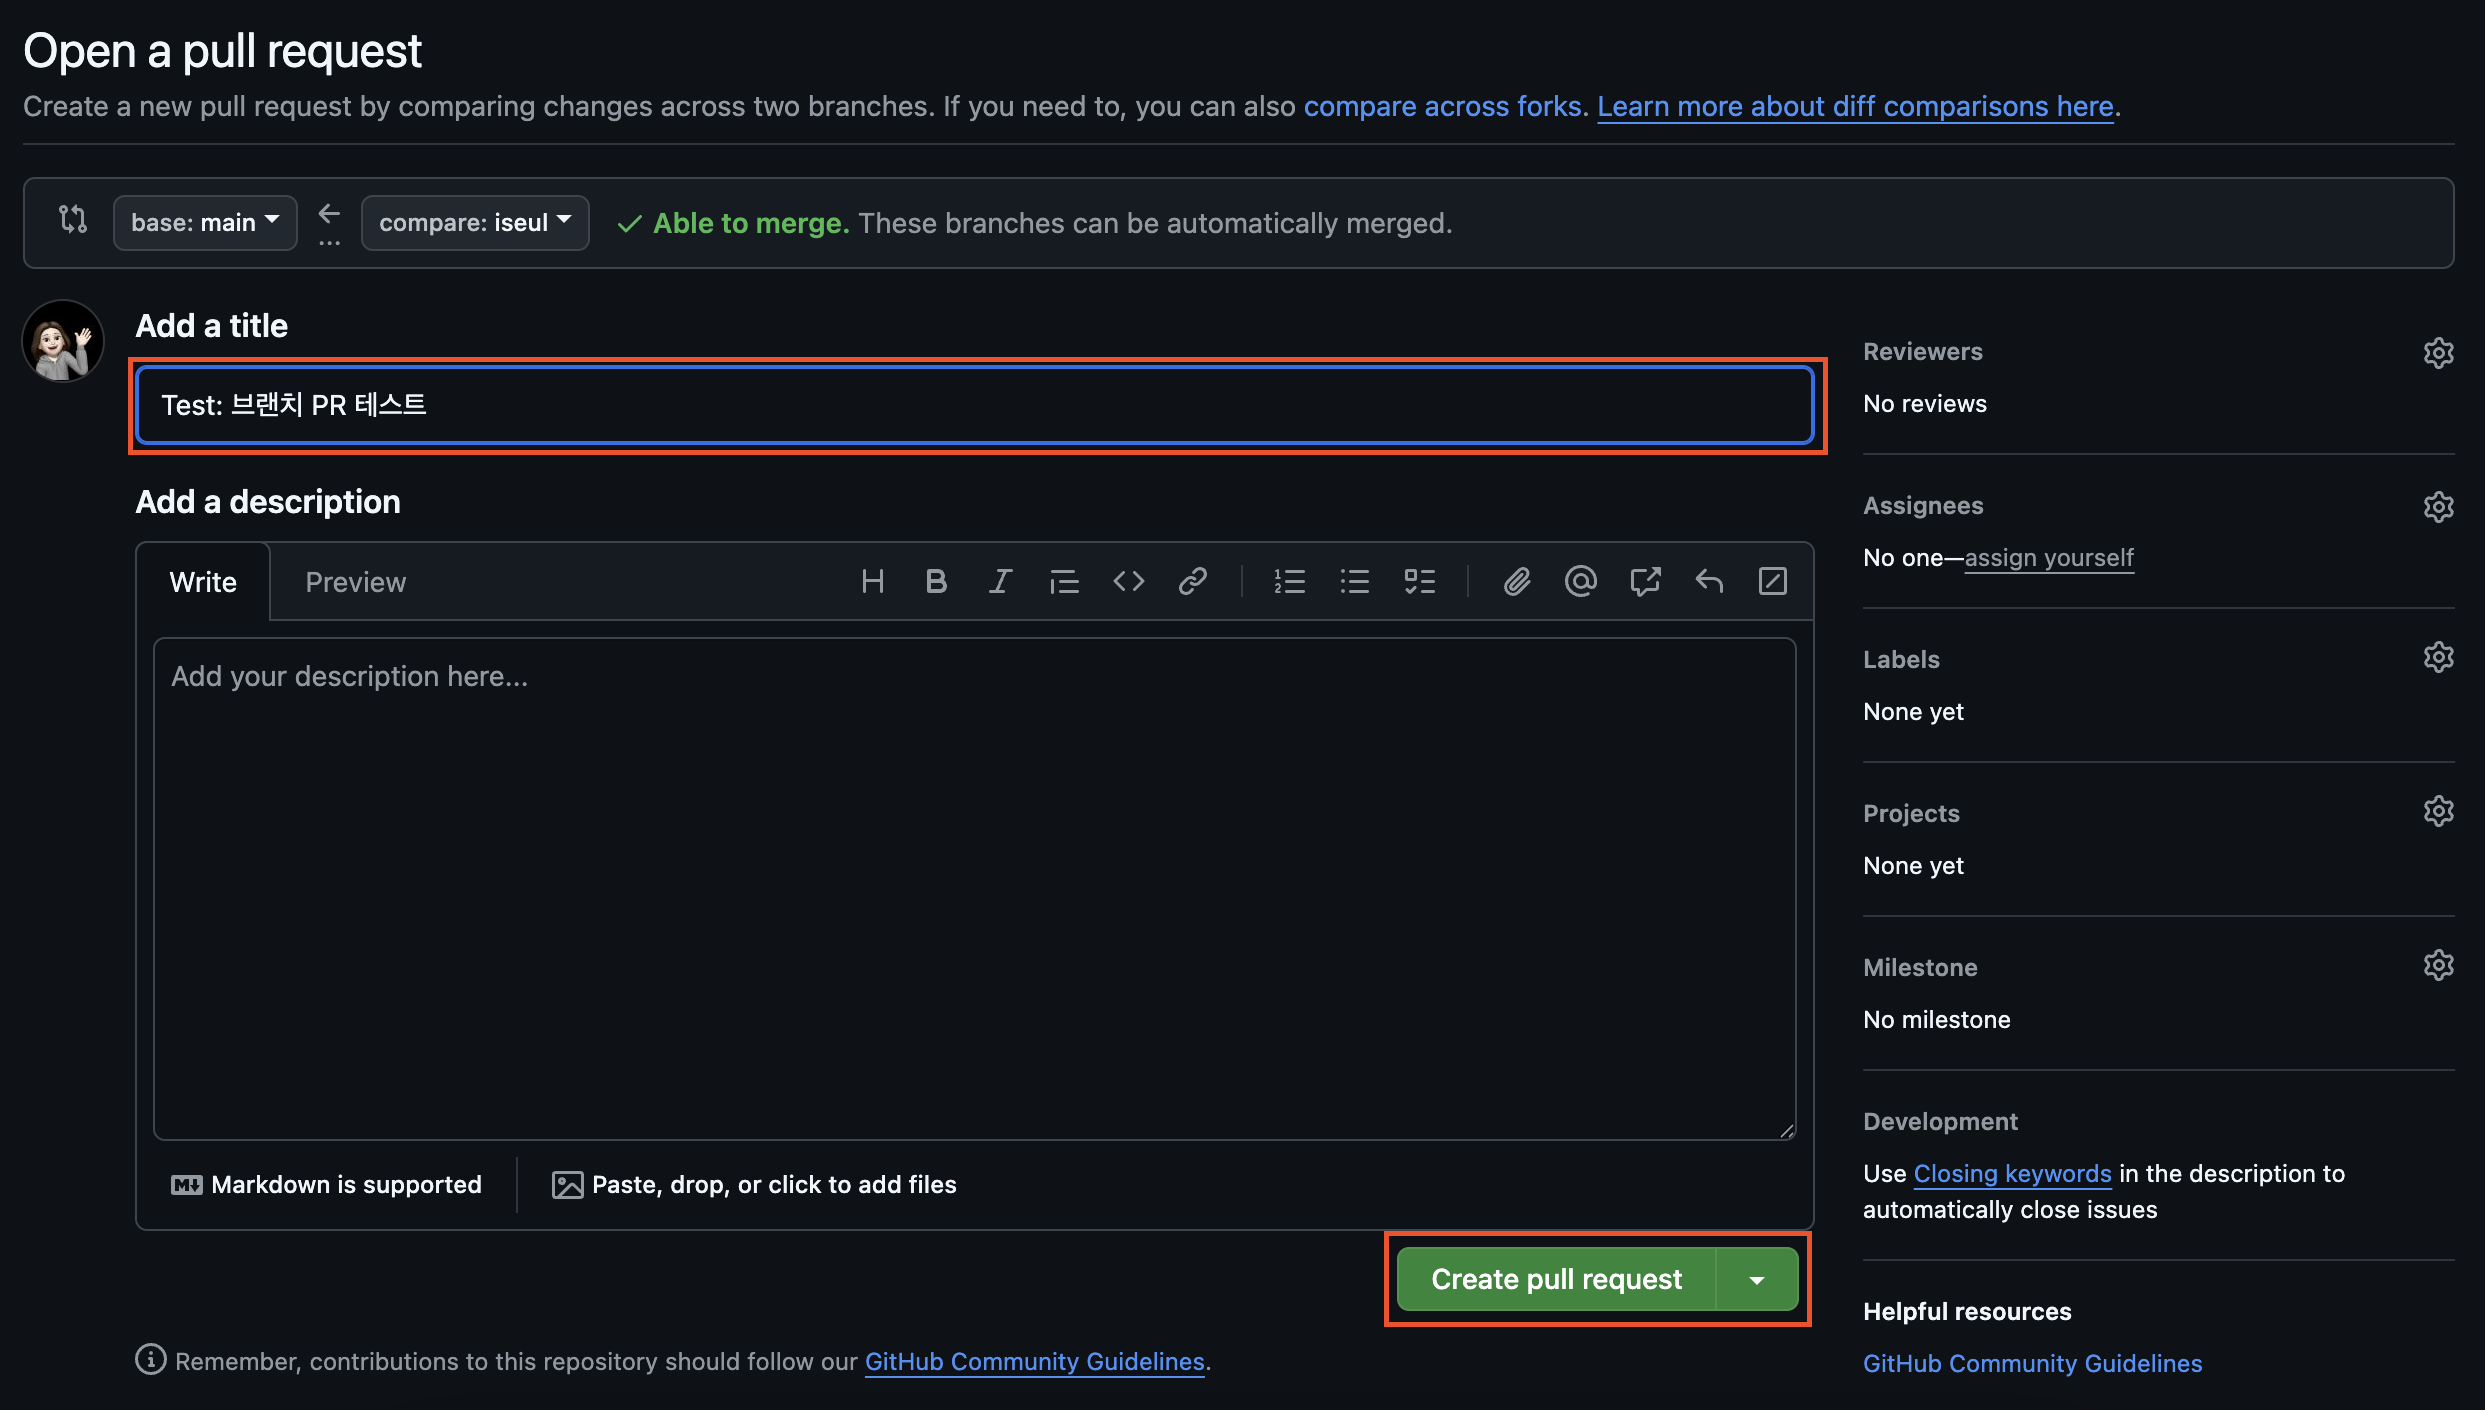 Open a pull request
Create a new pull request by comparing changes across two branches. If you need to, you can also compare across forks. Learn more about diff comparisons here.
base: main
compare: iseul
Able to merge. These branches can be automatically merged.
Add a title
Test: 브랜치 PR 테스트
Add a description
Write
Preview
Add your description here...
Markdown is supported
Paste, drop, or click to add files
Create pull request
Remember, contributions to this repository should follow our GitHub Community Guidelines.
Reviewers
No reviews
Assignees
No one—assign yourself
Labels
None yet
Projects
None yet
Milestone
No milestone
Development
Use Closing keywords in the description to
automatically close issues
Helpful resources
GitHub Community Guidelines